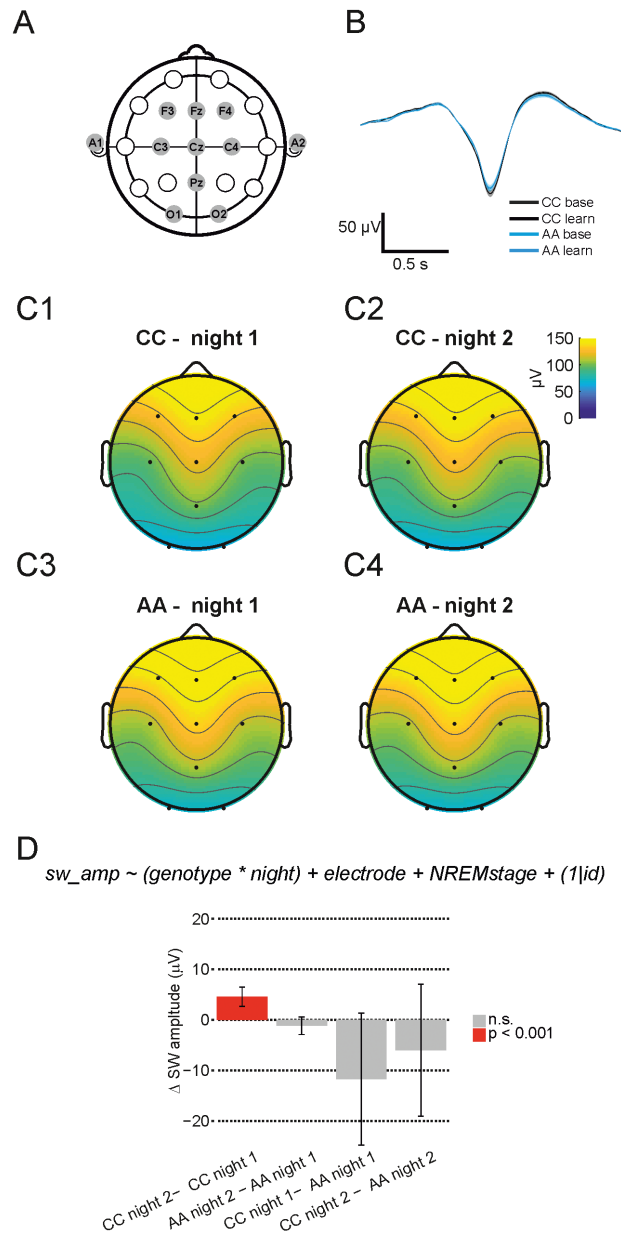 A
B
F3 Fz F4
A1 C3 Cz C4 A2
Pz
O1 O2
CC base
CC learn
AA base
AA learn
50 µV
0.5 s
C1
C2
CC - night 1
CC - night 2
µV
150
100
50
0
C3
C4
AA - night 1
AA - night 2
D
sw_amp ~ (genotype * night) + electrode + NREMstage + (1|id)
Δ SW ampltude (µV)
20
10
0
−10
−20
n.s.
p < 0.001
CC night 2− CC night 1
AA night 2 − AA night 1
CC night 1− AA night 1
CC night 2 − AA night 2